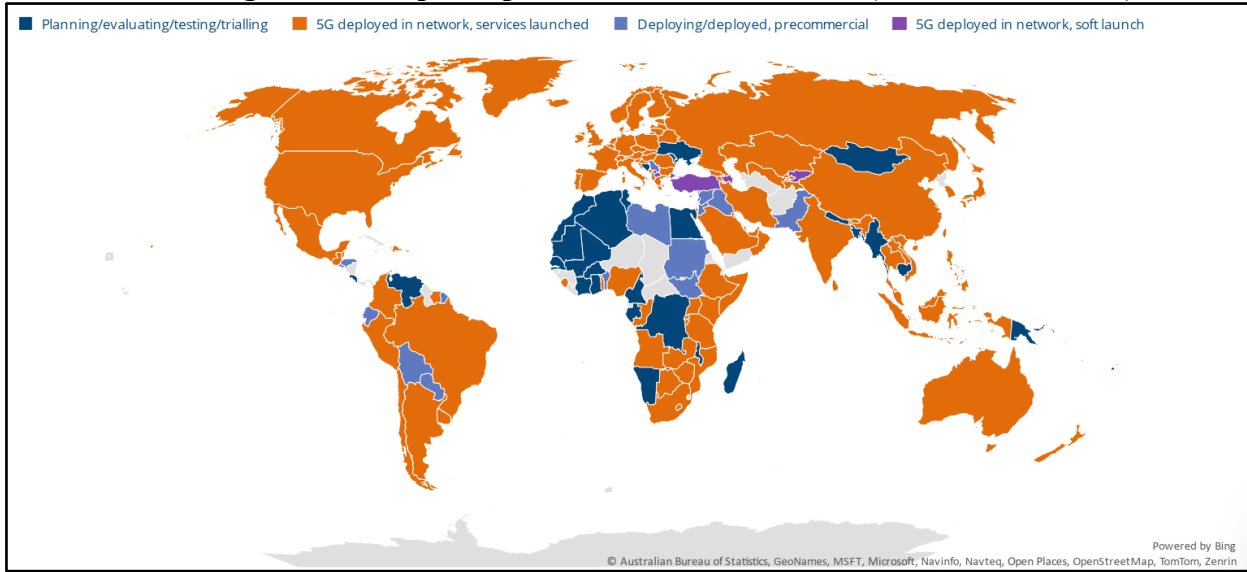 Planning/evaluating/testing/trialling 5G deployed in network, services launched Deploying/deployed, precommercial 5G deployed in network, soft launch
Powered by Bing
© Australian Bureau of Statistics, GeoNames, MSFT, Microsoft, Navinfo, Navteq, Open Places, OpenStreetMap, TomTom, Zenrin